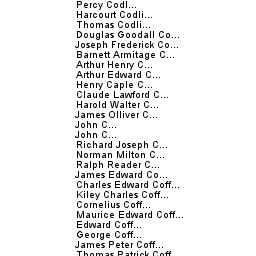 Percy Codl...
Harcourt Codli...
Thomas Codli...
Douglas Goodall Co...
Joseph Frederick Co...
Barnett Armitage C...
Arthur Henry C...
Arthur Edward C...
Henry Caple C...
Claude Lawford C...
Harold Walter C...
James Olliver C...
John C...
John C...
Richard Joseph C...
Norman Milton C...
Ralph Reader C...
James Edward Co...
Charles Edward Coff...
Kiley Charles Coff...
Cornelius Coff...
Maurice Edward Coff...
Edward Coff...
George Coff...
James Peter Coff...
Thomas Patrick Coff...